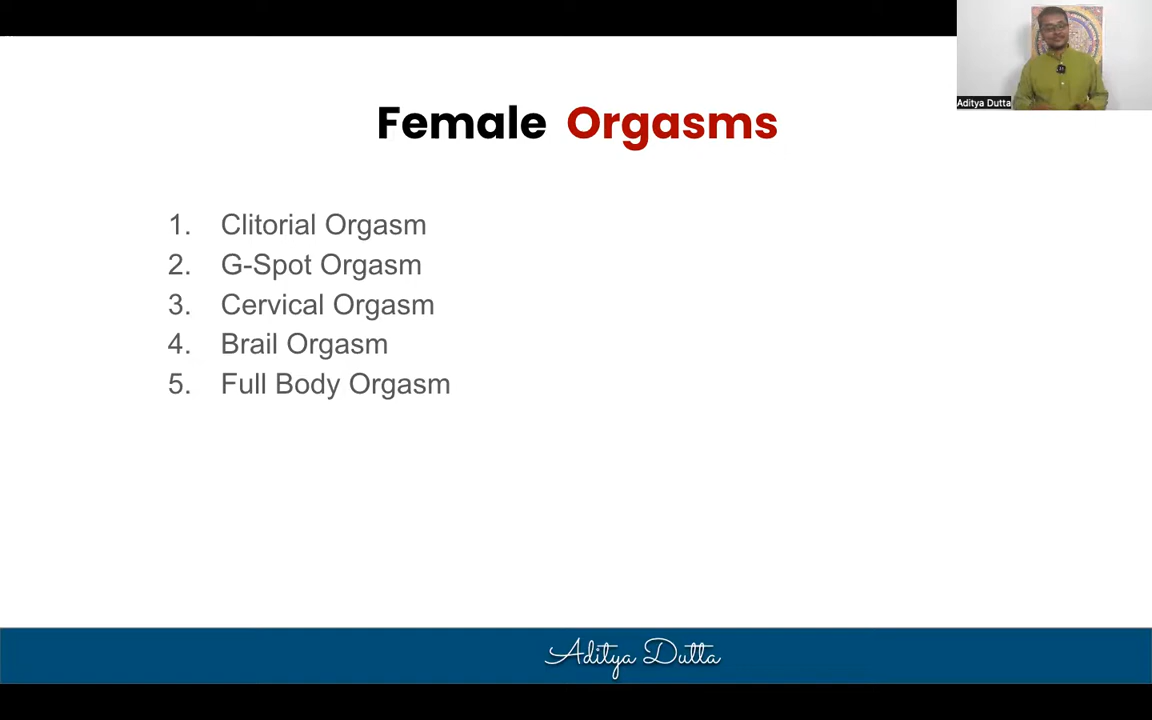 Aditya Dutta
Female Orgasms
1. Clitorial Orgasm
2. G-Spot Orgasm
3. Cervical Orgasm
4. Brail Orgasm
5. Full Body Orgasm
Aditya Dutta